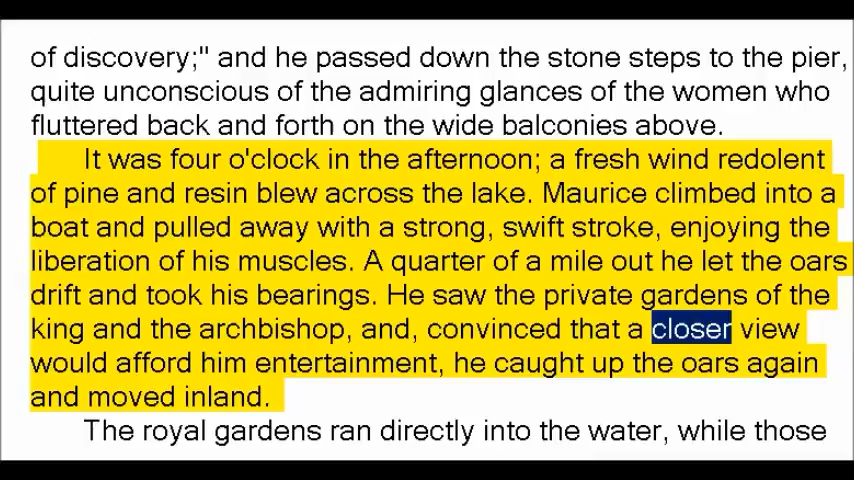 of discovery;" and he passed down the stone steps to the pier,
quite unconscious of the admiring glances of the women who
fluttered back and forth on the wide balconies above.
It was four o'clock in the afternoon; a fresh wind redolent
of pine and resin blew across the lake. Maurice climbed into a
boat and pulled away with a strong, swift stroke, enjoying the
liberation of his muscles. A quarter of a mile out he let the oars
drift and took his bearings. He saw the private gardens of the
king and the archbishop, and, convinced that a closer view
would afford him entertainment, he caught up the oars again
and moved inland.
The royal gardens ran directly into the water, while those